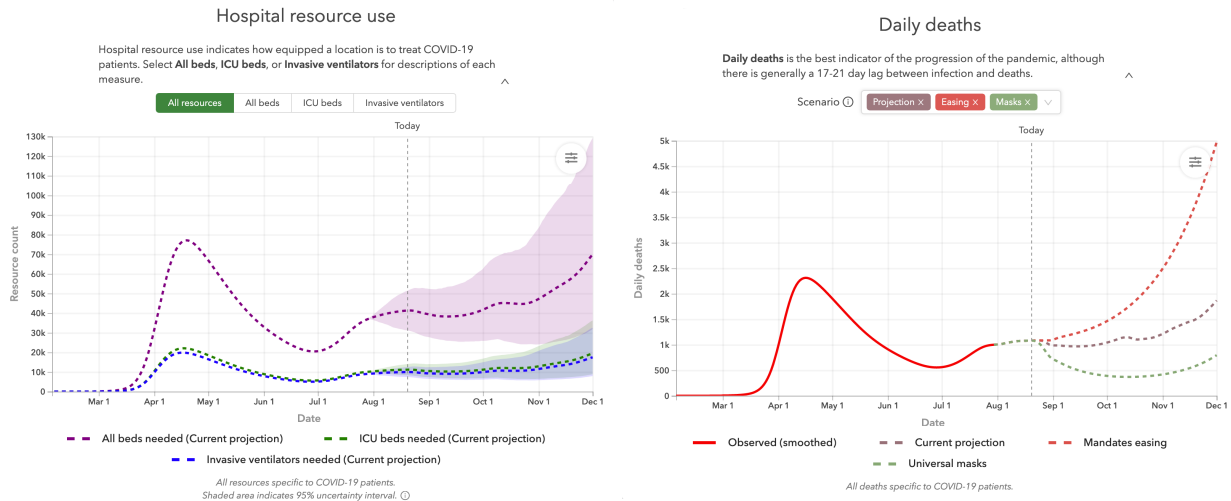 Hospital resource use
Hospital resource use indicates how equipped a location is to treat COVID-19
patients. Select All beds, ICU beds, or Invasive ventilators for descriptions of each
measure.
All resources
All beds
ICU beds
Invasive ventilators
Today
130k
120k
110k
100k
90k
80k
70k
60k
50k
40k
30k
20k
10k
0
Resource count
Mar 1
Apr 1
May 1
Jun 1
Jul 1
Aug 1
Sep 1
Oct 1
Nov 1
Dec 1
Date
All beds needed (Current projection)
ICU beds needed (Current projection)
Invasive ventilators needed (Current projection)
All resources specific to COVID-19 patients.
Shaded area indicates 95% uncertainty interval.
Daily deaths
Daily deaths is the best indicator of the progression of the pandemic, although
there is generally a 17-21 day lag between infection and deaths.
Scenario
Projection ×
Easing ×
Masks ×
Today
5k
4.5k
4k
3.5k
3k
2.5k
2k
1.5k
1k
500
0
Daily deaths
Mar 1
Apr 1
May 1
Jun 1
Jul 1
Aug 1
Sep 1
Oct 1
Nov 1
Dec 1
Date
Observed (smoothed)
Current projection
Mandates easing
Universal masks
All deaths specific to COVID-19 patients.